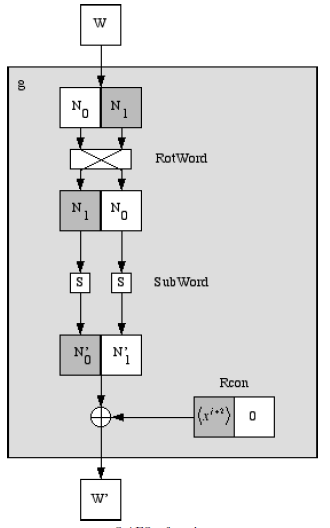 W
g
N0 N1
RotWord
N1 N0
S S SubWord
N'0 N'1
Rcon
⟨x^{i+2}⟩ 0
W'